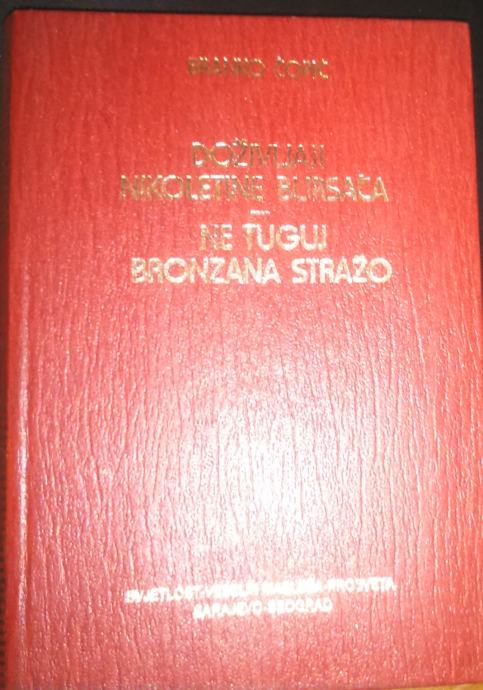 BRANKO ĆOPIĆ
DOŽIVLJAJI
NIKOLETINE BURSAĆA
NE TUGUJ
BRONZANA STRAŽO
SVJETLOST-VESELIN MASLEŠA-PROSVETA
SARAJEVO-BEOGRAD